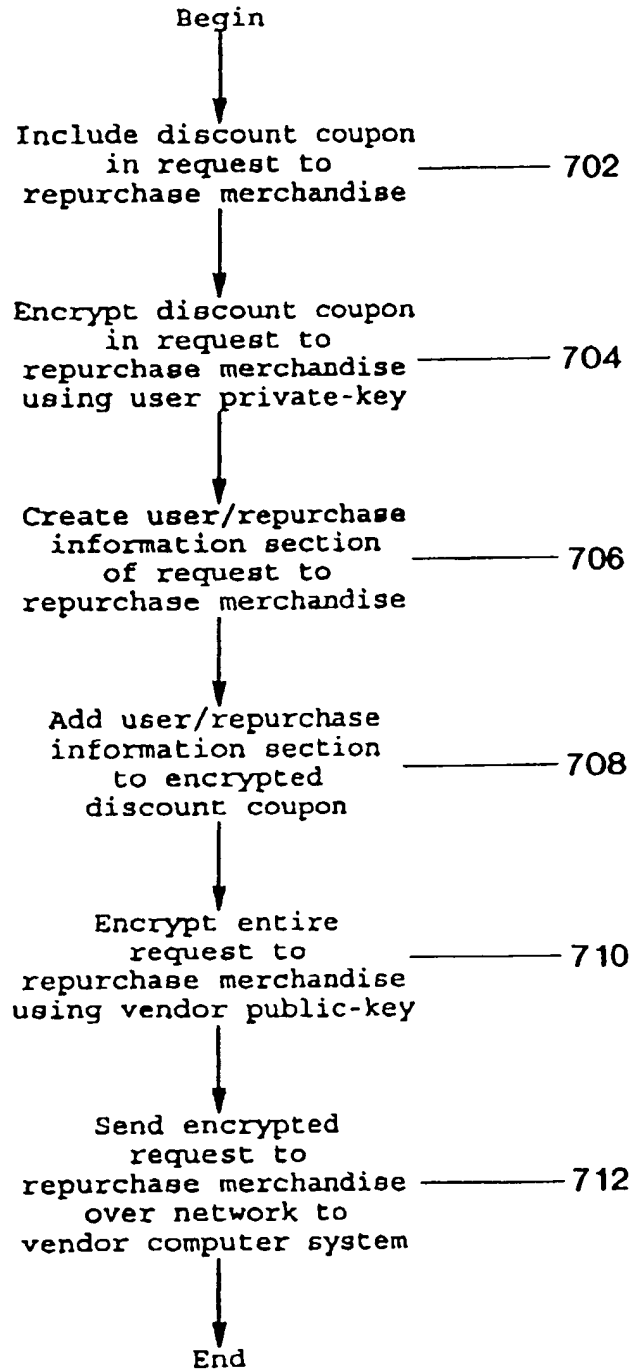 Begin
Include discount coupon
in request to
repurchase merchandise
702
Encrypt discount coupon
in request to
repurchase merchandise
using user private-key
704
Create user/repurchase
information section
of request to
repurchase merchandise
706
Add user/repurchase
information section
to encrypted
discount coupon
708
Encrypt entire
request to
repurchase merchandise
using vendor public-key
710
Send encrypted
request to
repurchase merchandise
over network to
vendor computer system
712
End